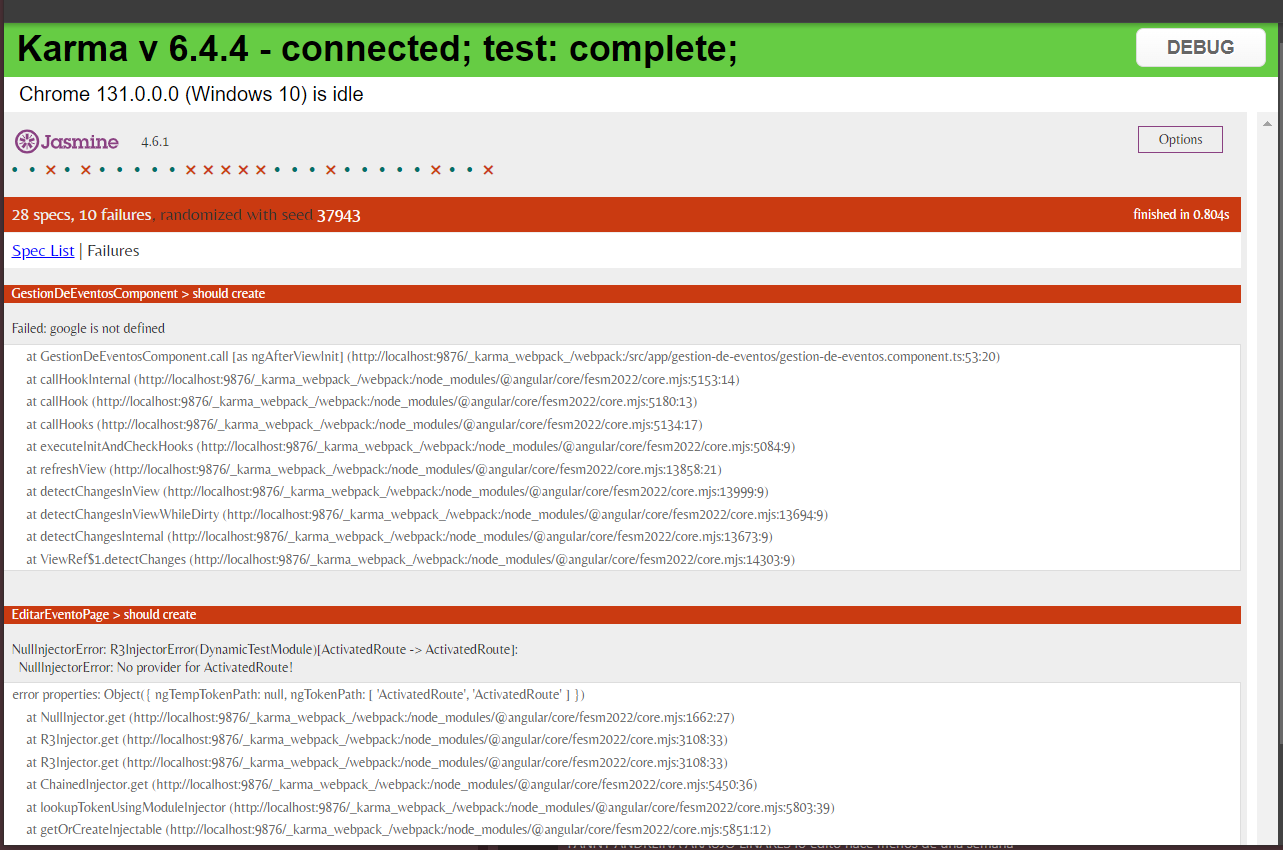 Karma v 6.4.4 - connected; test: complete;
DEBUG
Chrome 131.0.0.0 (Windows 10) is idle
Jasmine 4.6.1
Options
• • × • × • • • • • × × × × × • • • × • • • • • × • • ×
28 specs, 10 failures, randomized with seed 37943
finished in 0.804s
Spec List | Failures
GestionDeEventosComponent > should create
Failed: google is not defined
at GestionDeEventosComponent.call [as ngAfterViewInit] (http://localhost:9876/_karma_webpack_/webpack:/src/app/gestion-de-eventos/gestion-de-eventos.component.ts:53:20)
at callHookInternal (http://localhost:9876/_karma_webpack_/webpack:/node_modules/@angular/core/fesm2022/core.mjs:5153:14)
at callHook (http://localhost:9876/_karma_webpack_/webpack:/node_modules/@angular/core/fesm2022/core.mjs:5180:13)
at callHooks (http://localhost:9876/_karma_webpack_/webpack:/node_modules/@angular/core/fesm2022/core.mjs:5134:17)
at executeInitAndCheckHooks (http://localhost:9876/_karma_webpack_/webpack:/node_modules/@angular/core/fesm2022/core.mjs:5084:9)
at refreshView (http://localhost:9876/_karma_webpack_/webpack:/node_modules/@angular/core/fesm2022/core.mjs:13858:21)
at detectChangesInView (http://localhost:9876/_karma_webpack_/webpack:/node_modules/@angular/core/fesm2022/core.mjs:13999:9)
at detectChangesInViewWhileDirty (http://localhost:9876/_karma_webpack_/webpack:/node_modules/@angular/core/fesm2022/core.mjs:13694:9)
at detectChangesInternal (http://localhost:9876/_karma_webpack_/webpack:/node_modules/@angular/core/fesm2022/core.mjs:13673:9)
at ViewRef$1.detectChanges (http://localhost:9876/_karma_webpack_/webpack:/node_modules/@angular/core/fesm2022/core.mjs:14303:9)
EditarEventoPage > should create
NullInjectorError: R3InjectorError(DynamicTestModule)[ActivatedRoute -> ActivatedRoute]:
NullInjectorError: No provider for ActivatedRoute!
error properties: Object({ ngTempTokenPath: null, ngTokenPath: [ 'ActivatedRoute', 'ActivatedRoute' ] })
at NullInjector.get (http://localhost:9876/_karma_webpack_/webpack:/node_modules/@angular/core/fesm2022/core.mjs:1662:27)
at R3Injector.get (http://localhost:9876/_karma_webpack_/webpack:/node_modules/@angular/core/fesm2022/core.mjs:3108:33)
at R3Injector.get (http://localhost:9876/_karma_webpack_/webpack:/node_modules/@angular/core/fesm2022/core.mjs:3108:33)
at ChainedInjector.get (http://localhost:9876/_karma_webpack_/webpack:/node_modules/@angular/core/fesm2022/core.mjs:5450:36)
at lookupTokenUsingModuleInjector (http://localhost:9876/_karma_webpack_/webpack:/node_modules/@angular/core/fesm2022/core.mjs:5803:39)
at getOrCreateInjectable (http://localhost:9876/_karma_webpack_/webpack:/node_modules/@angular/core/fesm2022/core.mjs:5851:12)